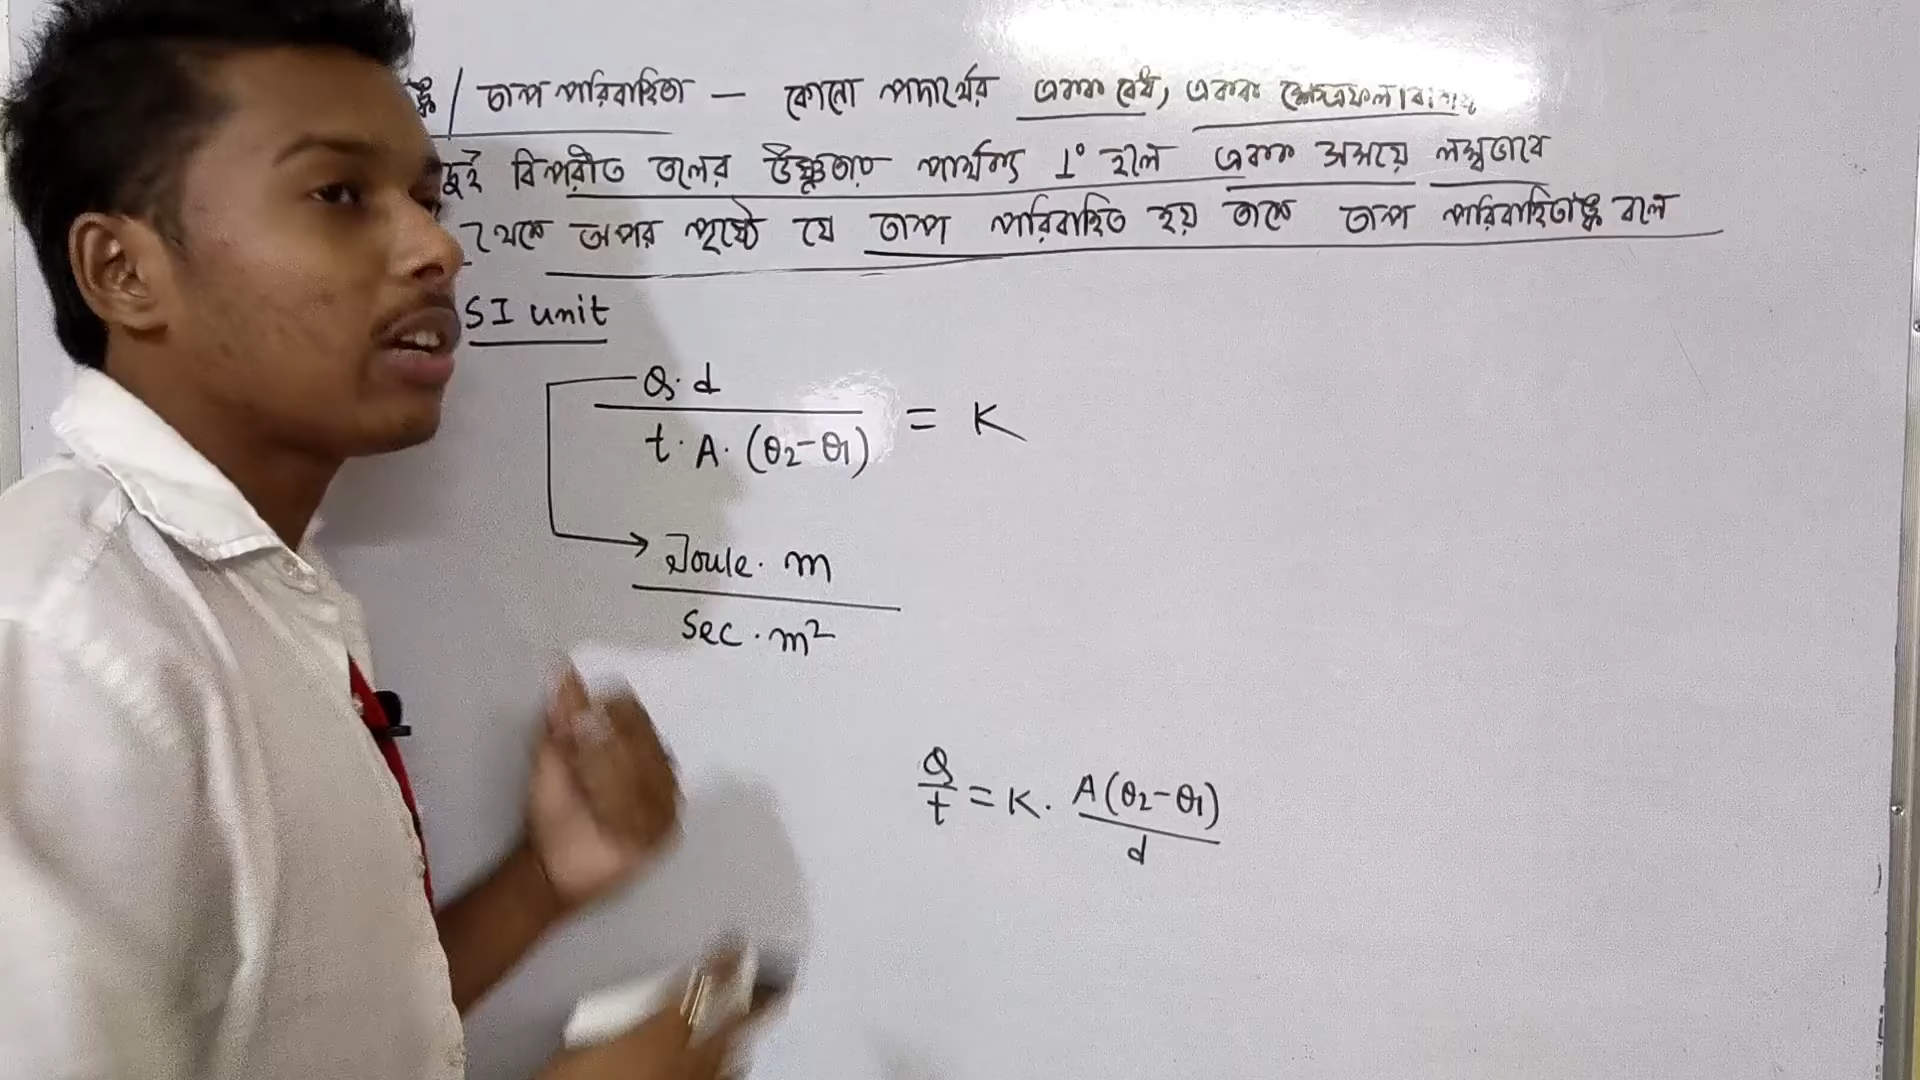 / তাপ পরিবাহিতা — কোনো পদার্থের একক বেধ, একক ক্ষেত্রফল
দুই বিপরীত তলের উষ্ণতার পার্থক্য 1° হলে একক সময়ে লম্বভাবে
থেকে অপর পৃষ্ঠে যে তাপ পরিবাহিত হয় তাকে তাপ পরিবাহিতাঙ্ক বলে
SI unit
Q. d
t. A. (θ2-θ1) = K
Joule. m
Sec. m²
Q/t = K. A(θ2-θ1)/d